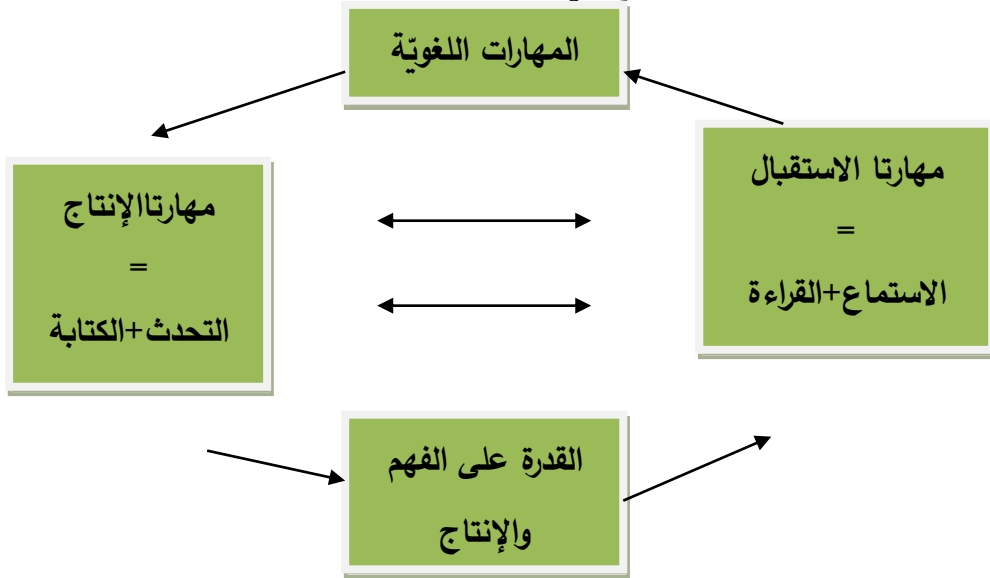 المهارات اللغويّة
مهارتا الاستقبال
=
الاستماع+القراءة
مهارتاالإنتاج
=
التحدث+الكتابة
القدرة على الفهم
والإنتاج